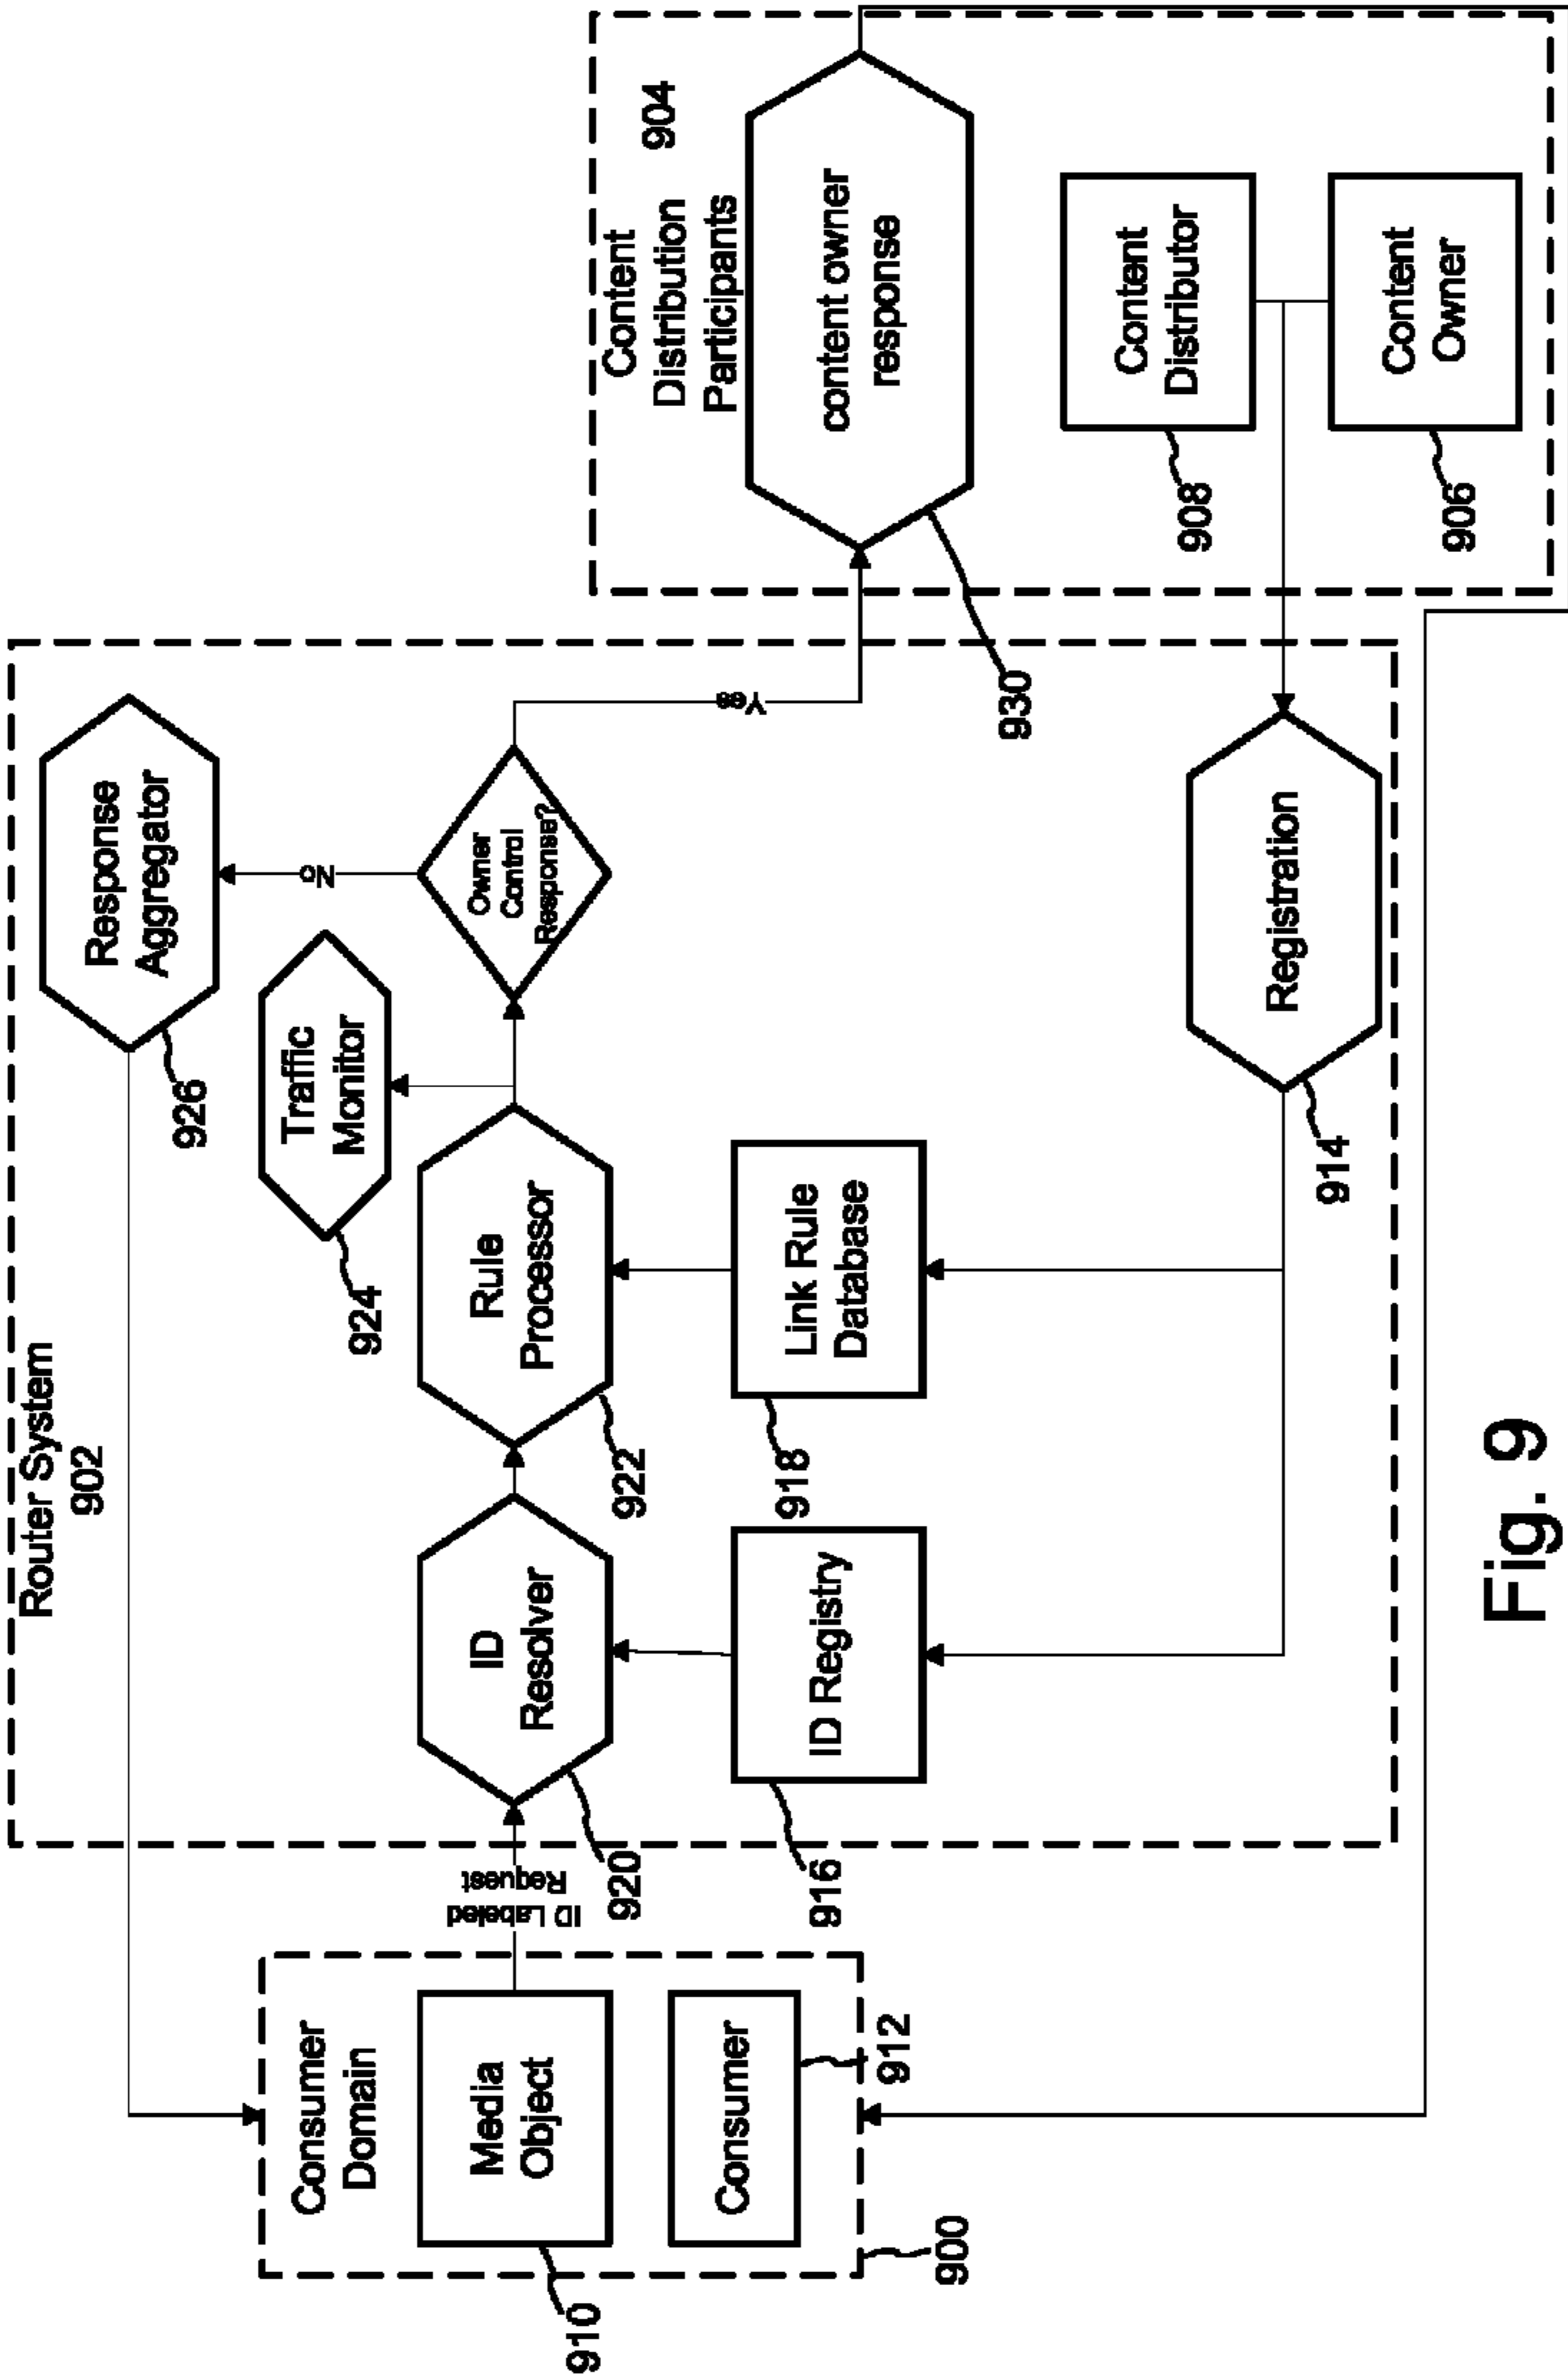 Router System
902
Response
Aggregator
926
Traffic
Monitor
924
Consumer
Domain
Media
Object
910
Consumer
912
900
ID Labeled
Request
ID
Resolver
920
Rule
Processor
922
Owner
Control
Response?
No
Yes
ID Registry
916
Link Rule
Database
918
Registration
914
Content
Distribution
Participants
904
content owner
response
930
Content
Distributor
908
Content
Owner
906
Fig. 9